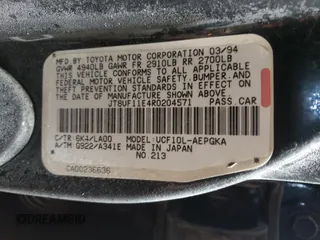 MFD. BY: TOYOTA MOTOR CORPORATION 03/94
GVWR 4940LB GAWR FR 2910LB RR 2700LB
THIS VEHICLE CONFORMS TO ALL APPLICABLE
FEDERAL MOTOR VEHICLE SAFETY, BUMPER, AND
THEFT PREVENTION STANDARDS IN EFFECT ON
THE DATE OF MANUFACTURE SHOWN ABOVE.
JT8UF11E4R0204571 PASS.CAR
C/TR: 6K4/LA00 MODEL: UCF10L-AEPGKA
A/TM: G922/A341E MADE IN JAPAN
NO 213
CA00236636
DREAMBID